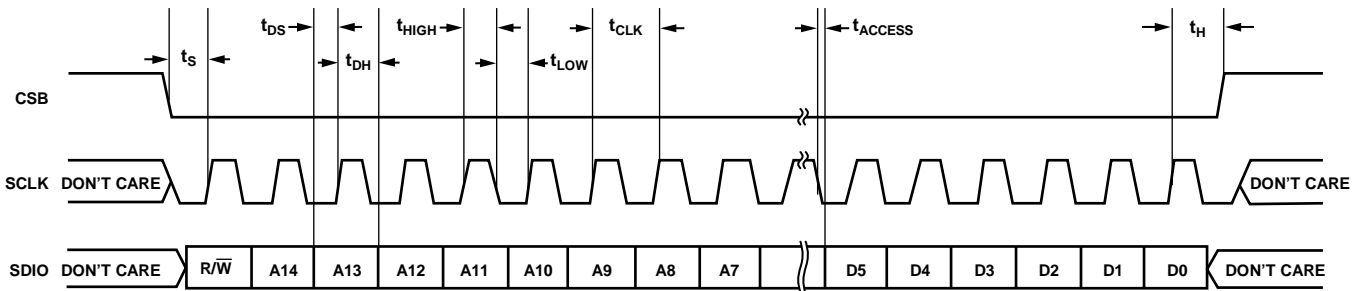 tDS
tHIGH
tCLK
tACCESS
tH
tS
tDH
tLOW
CSB
SCLK DON'T CARE DON'T CARE
SDIO DON'T CARE R/W̅ A14 A13 A12 A11 A10 A9 A8 A7 D5 D4 D3 D2 D1 D0 DON'T CARE